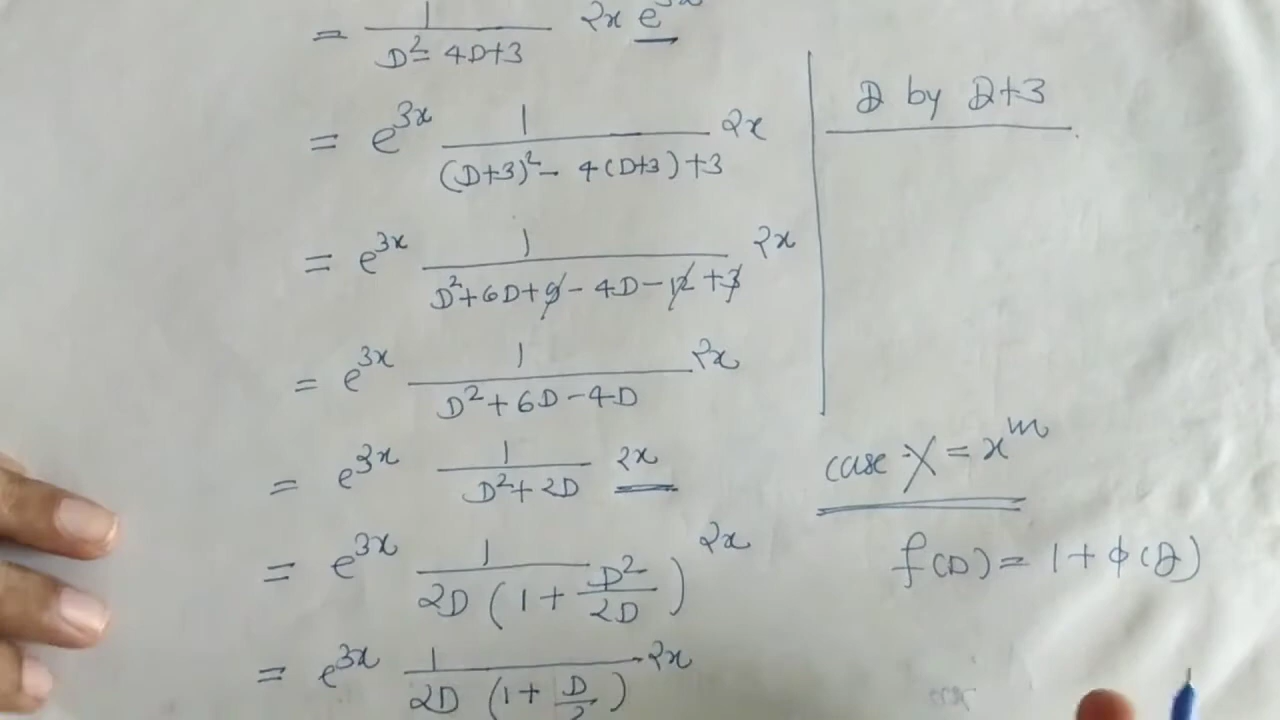 = 1/(D² - 4D+3) 2x e^3x
= e^3x 1/((D+3)² - 4(D+3)+3) 2x
D by D+3
= e^3x 1/(D²+6D+9-4D-12+3) 2x
= e^3x 1/(D²+6D-4D) 2x
= e^3x 1/(D²+2D) 2x
case X = x^m
= e^3x 1/(2D(1+D²/2D)) 2x
f(D) = 1+ϕ(D)
= e^3x 1/(2D(1+D/2)) 2x